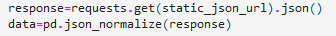 response=requests.get(static_json_url).json()
data=pd.json_normalize(response)